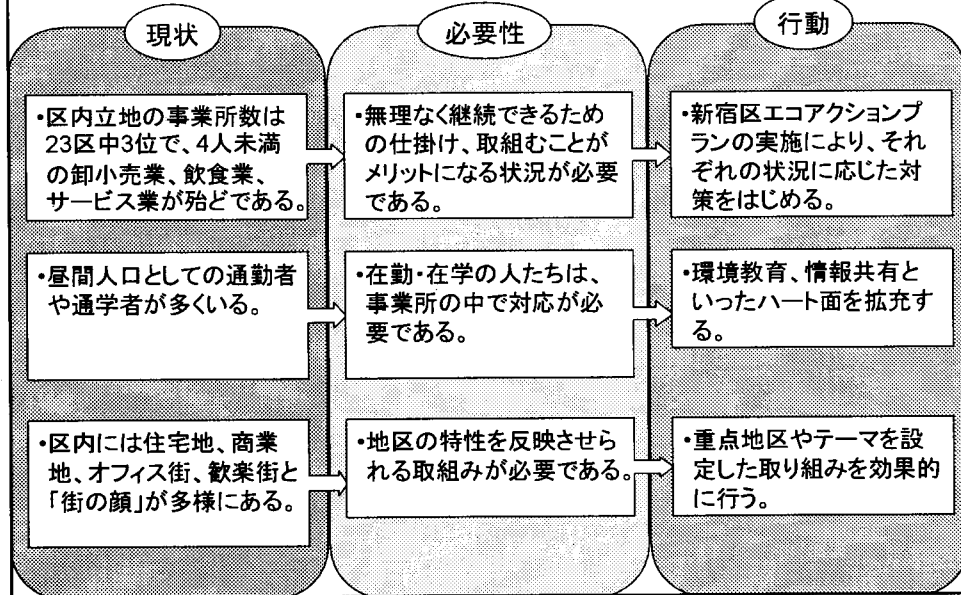 現状
必要性
行動
・区内立地の事業所数は
23区中3位で、4人未満
の卸小売業、飲食業、
サービス業が殆どである。
・無理なく継続できるため
の仕掛け、取組むことが
メリットになる状況が必要
である。
・新宿区エコアクションプ
ランの実施により、それ
ぞれの状況に応じた対
策をはじめる。
・昼間人口としての通勤者
や通学者が多くいる。
・在勤・在学の人たちは、
事業所の中で対応が必
要である。
・環境教育、情報共有と
いったハート面を拡充す
る。
・区内には住宅地、商業
地、オフィス街、歓楽街と
「街の顔」が多様にある。
・地区の特性を反映させら
れる取組みが必要である。
・重点地区やテーマを設
定した取り組みを効果的
に行う。